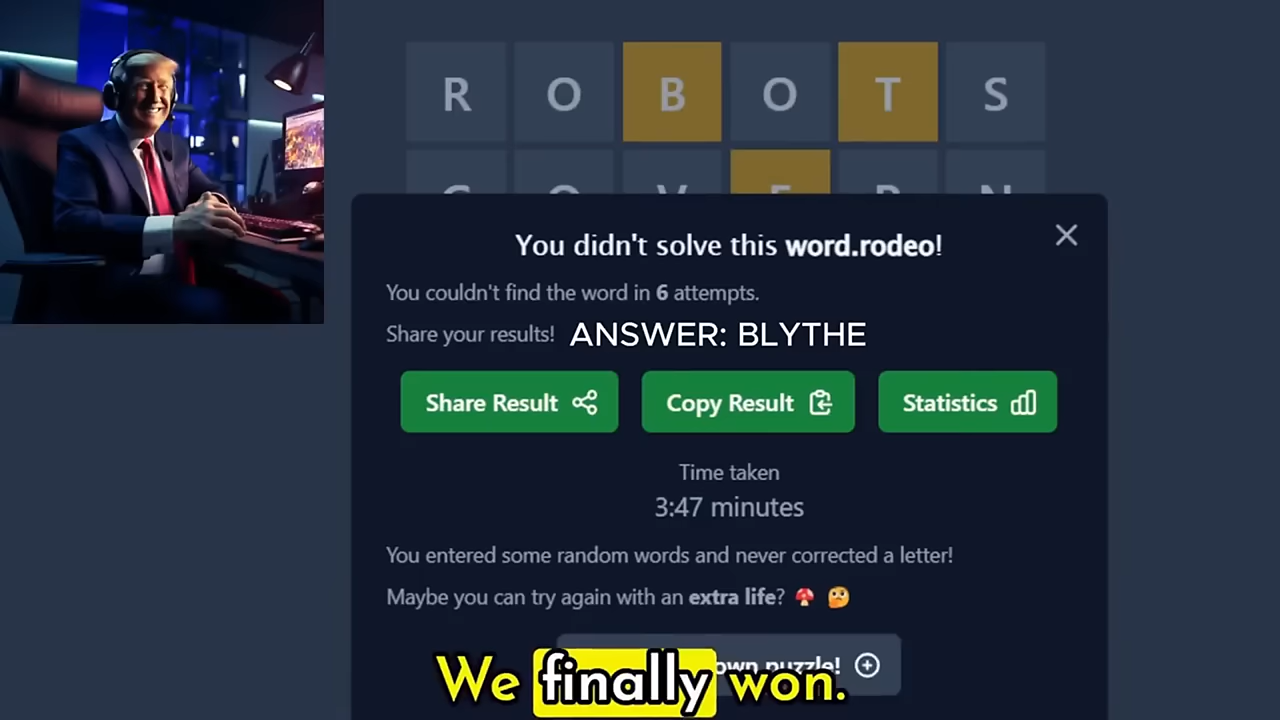 R O B O T S
G O V E R N
You didn't solve this word.rodeo!
You couldn't find the word in 6 attempts.
Share your results! ANSWER: BLYTHE
Share Result
Copy Result
Statistics
Time taken
3:47 minutes
You entered some random words and never corrected a letter!
Maybe you can try again with an extra life? 🍄 🤔
own puzzle!
We finally won.